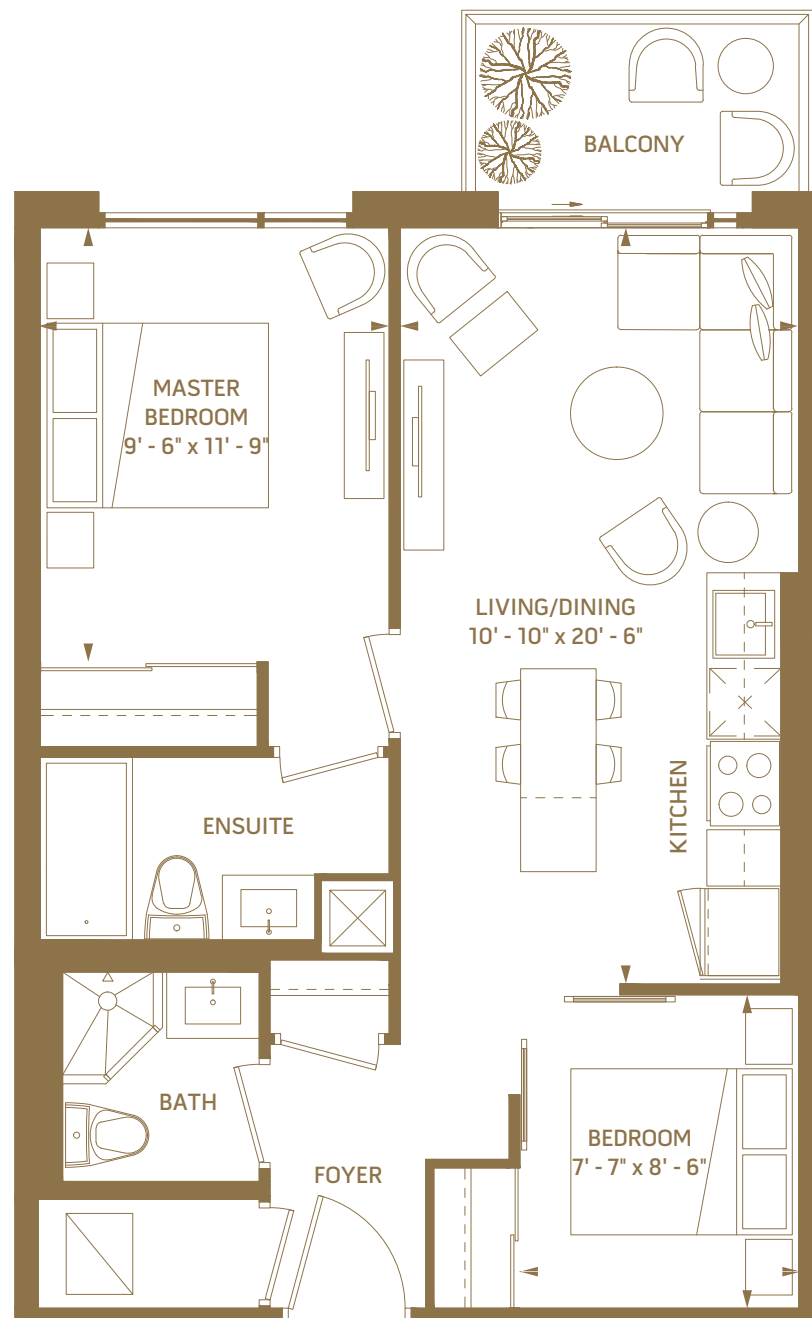 BALCONY
MASTER
BEDROOM
9' - 6" x 11' - 9"
LIVING/DINING
10' - 10" x 20' - 6"
KITCHEN
ENSUITE
BATH
FOYER
BEDROOM
7' - 7" x 8' - 6"